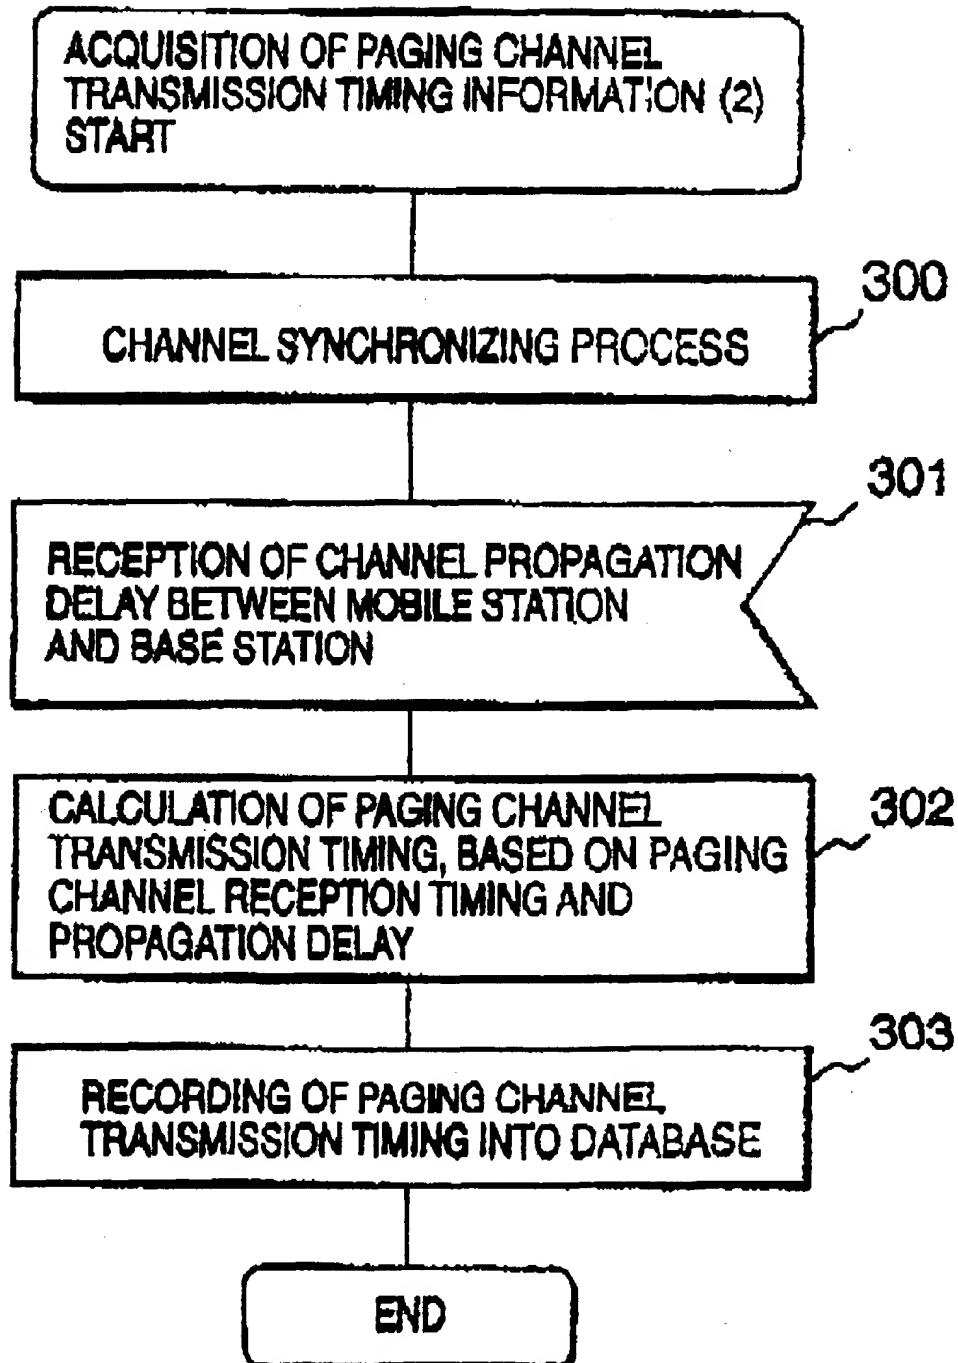 ACQUISITION OF PAGING CHANNEL
TRANSMISSION TIMING INFORMATION (2)
START
300
CHANNEL SYNCHRONIZING PROCESS
301
RECEPTION OF CHANNEL PROPAGATION
DELAY BETWEEN MOBILE STATION
AND BASE STATION
302
CALCULATION OF PAGING CHANNEL
TRANSMISSION TIMING, BASED ON PAGING
CHANNEL RECEPTION TIMING AND
PROPAGATION DELAY
303
RECORDING OF PAGING CHANNEL
TRANSMISSION TIMING INTO DATABASE
END